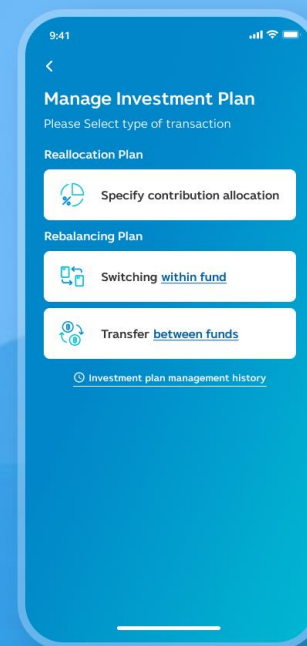 9:41
Manage Investment Plan
Please Select type of transaction
Reallocation Plan
% Specify contribution allocation
Rebalancing Plan
Switching within fund
Transfer between funds
Investment plan management history